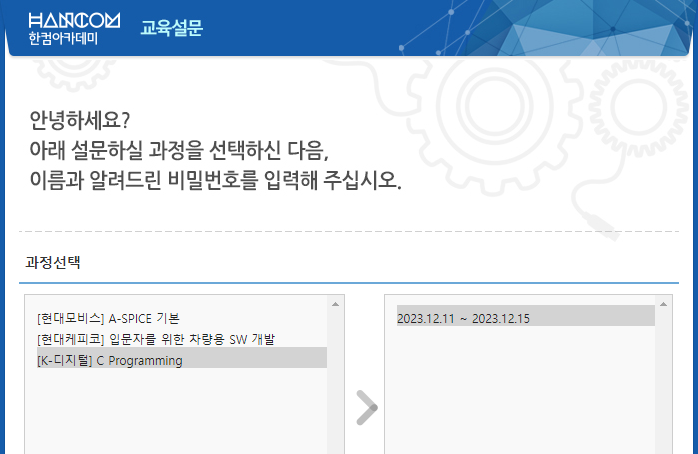 HANCOM
한컴아카데미
교육설문
안녕하세요?
아래 설문하실 과정을 선택하신 다음,
이름과 알려드린 비밀번호를 입력해 주십시오.
과정선택
[현대모비스] A-SPICE 기본
[현대케피코] 입문자를 위한 차량용 SW 개발
[K-디지털] C Programming
2023.12.11 ~ 2023.12.15